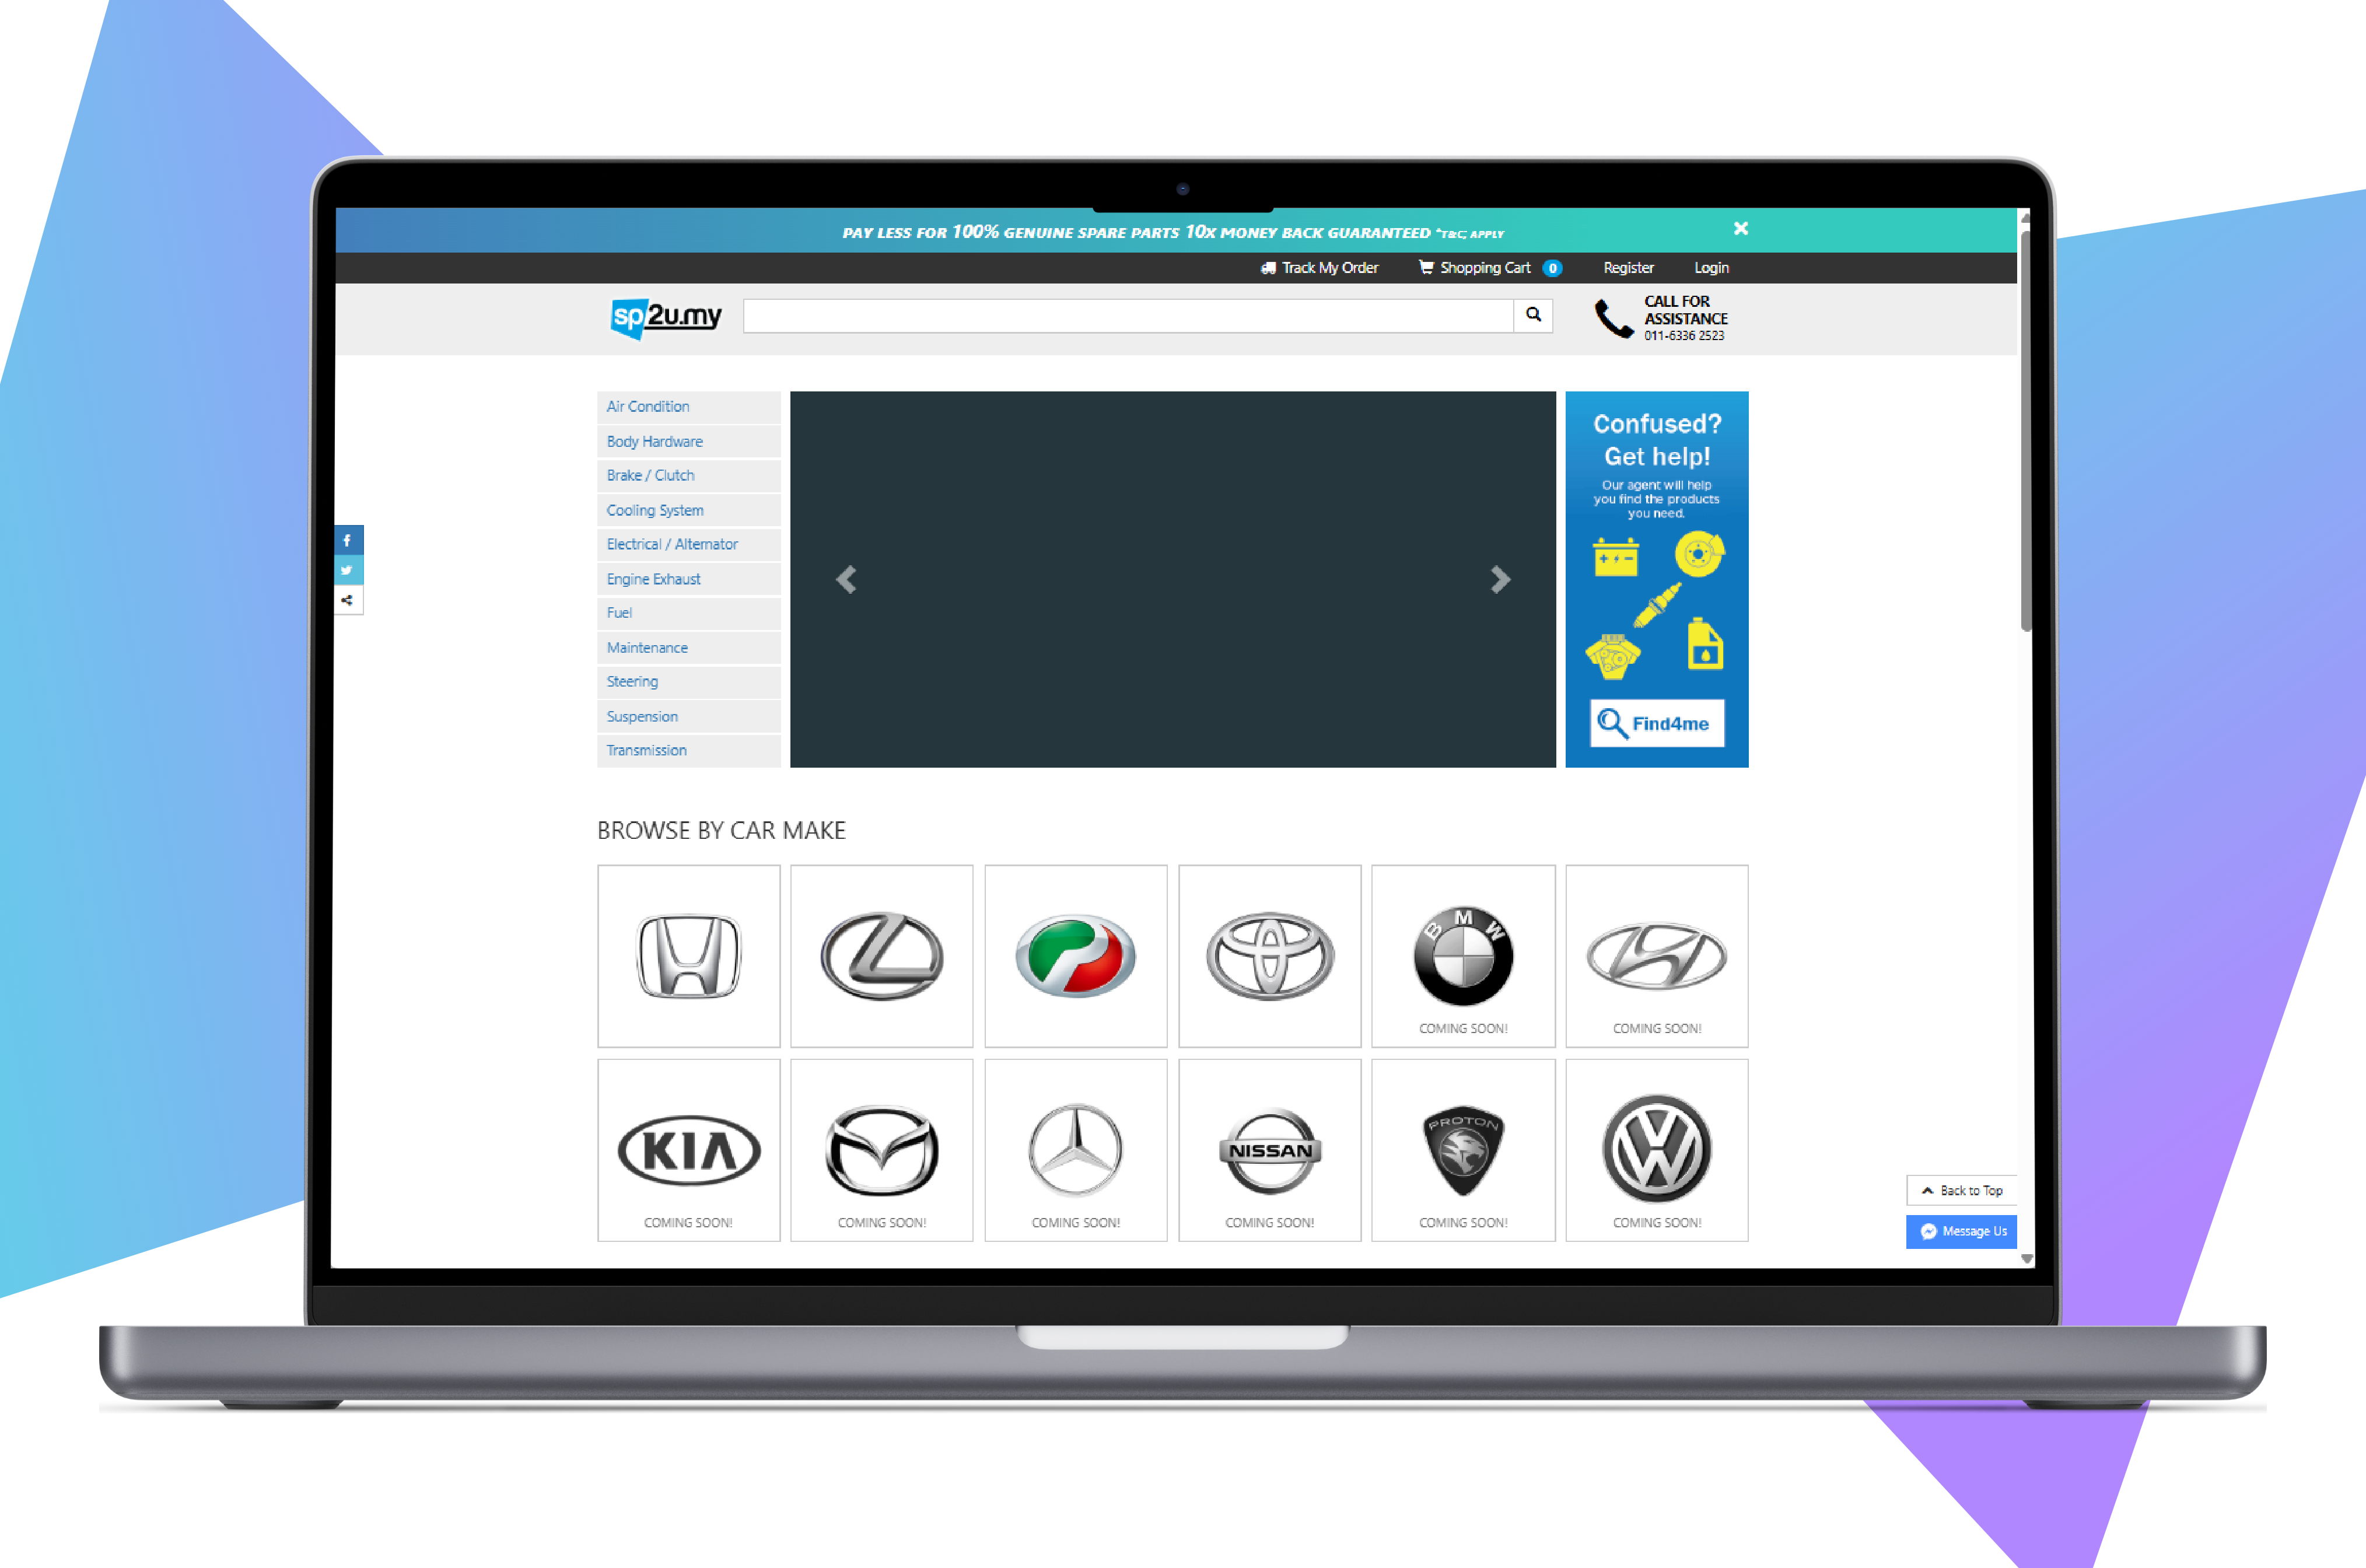 PAY LESS FOR 100% GENUINE SPARE PARTS 10X MONEY BACK GUARANTEED *T&C; APPLY
Track My Order Shopping Cart 0 Register Login
sp2u.my
CALL FOR
ASSISTANCE
011-6336 2523
Air Condition
Body Hardware
Brake / Clutch
Cooling System
Electrical / Alternator
Engine Exhaust
Fuel
Maintenance
Steering
Suspension
Transmission
Confused?
Get help!
Our agent will help
you find the products
you need.
Find4me
BROWSE BY CAR MAKE
BMW
COMING SOON! COMING SOON!
KIA NISSAN PROTON
COMING SOON! COMING SOON! COMING SOON! COMING SOON! COMING SOON! COMING SOON!
Back to Top
Message Us